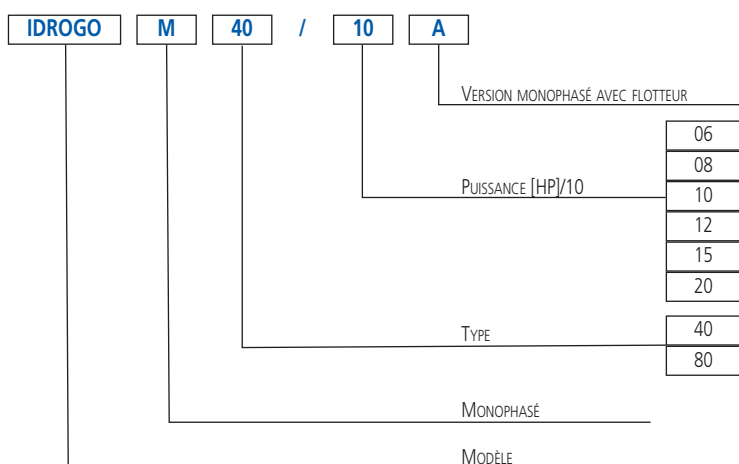 IDROGO M 40 / 10 A
VERSION MONOPHASÉ AVEC FLOTTEUR
06
08
PUISSANCE [HP]/10
10
12
15
20
TYPE
40
80
MONOPHASÉ
MODÈLE